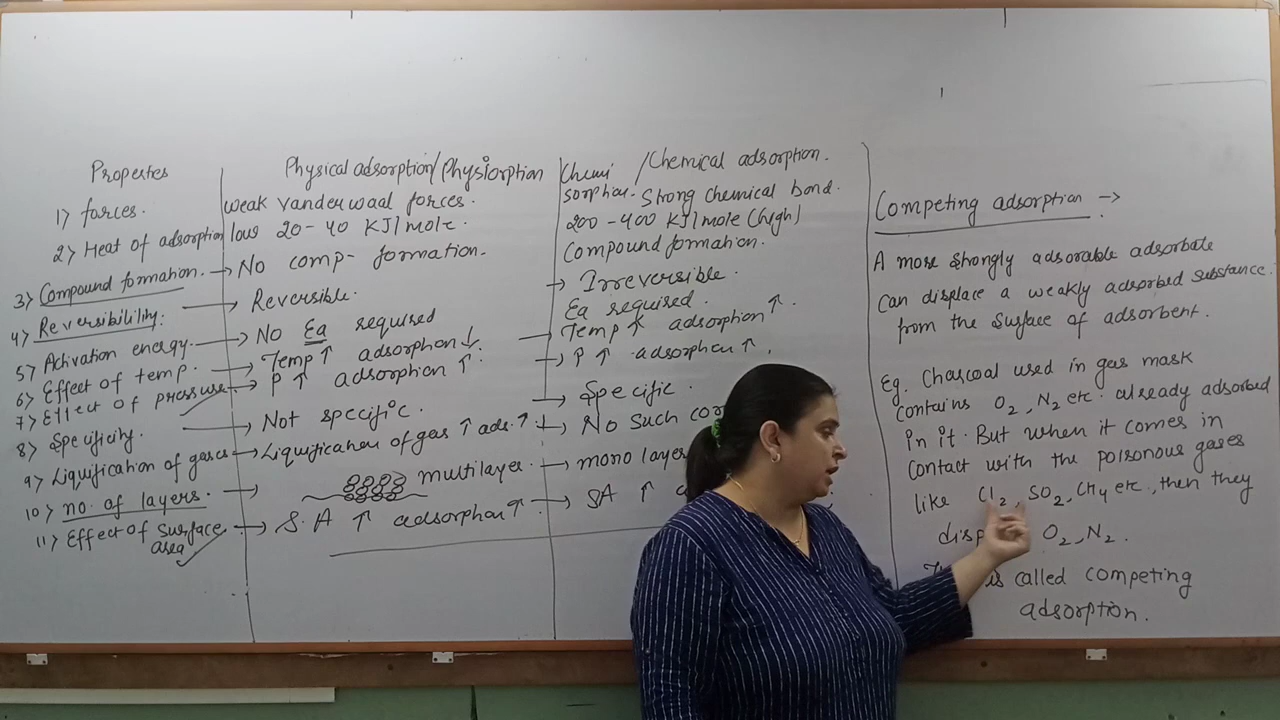 Properties Physical adsorption/Physiorption Chemi sorption. /Chemical adsorption.
1) forces. weak vanderwaal forces. Strong chemical bond.
2) Heat of adsorption low 20-40 KJ/mole. 200-400 KJ/mole (high)
3) Compound formation. → No comp- formation. Compound formation.
4) Reversibility: → Reversible. → Irreversible.
5) Activation energy. → No Ea required Ea required.
6) Effect of temp. → Temp ↑ adsorption ↓. → Temp ↑ adsorption ↑.
7) Effect of pressure → P ↑ adsorption ↑. → P ↑ adsorption ↑.
8) Specificity. → Not specific. → Specific.
9) Liquification of gases → Liquification of gas ↑ ads. ↑. → No such
10) no. of layers. → multilayer. → mono layer
11) Effect of surface area → S.A ↑ adsorption ↑. → SA ↑
Competing adsorption :→
A more strongly adsorable adsorbate
can displace a weakly adsorbed substance
from the surface of adsorbent.
Eg. Charcoal used in gas mask
contains O2, N2 etc. already adsorbed
in it. But when it comes in
contact with the poisonous gases
like Cl2, SO2, CH4 etc., then they
O2, N2.
is called competing
adsorption.